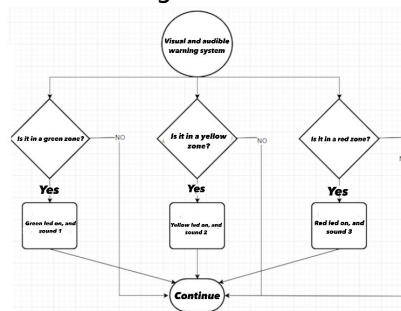 Visual and audible
warning system
Is it in a green zone?
NO
Is it in a yellow
zone?
NO
Is it in a red zone?
Yes
Yes
Yes
Green led on, and
sound 1
Yellow led on, and
sound 2
Red led on, and
sound 3
Continue